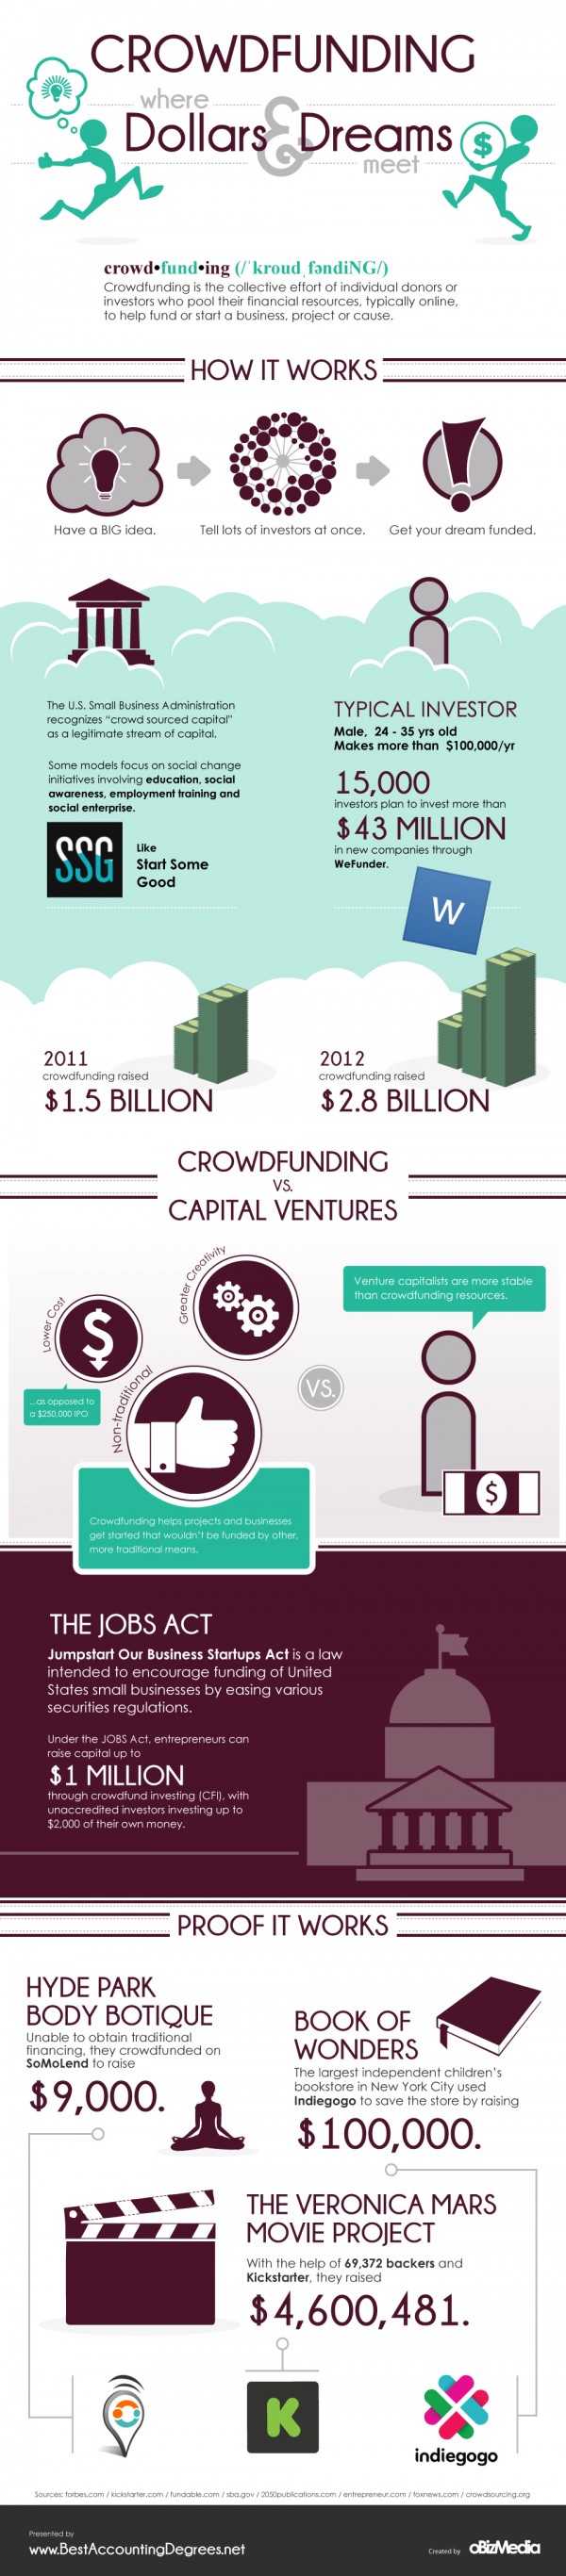 CROWDFUNDING
where
Dollars & Dreams
meet
$
crowd•fund•ing (/ˈkroud ˌfəndiNG/)
Crowdfunding is the collective effort of individual donors or
investors who pool their financial resources, typically online,
to help fund or start a business, project or cause.
HOW IT WORKS
Have a BIG idea.
Tell lots of investors at once.
Get your dream funded.
The U.S. Small Business Administration
recognizes "crowd sourced capital"
as a legitimate stream of capital.
Some models focus on social change
initiatives involving education, social
awareness, employment training and
social enterprise.
SSG
Like
Start Some
Good
TYPICAL INVESTOR
Male, 24 - 35 yrs old
Makes more than $100,000/yr
15,000
investors plan to invest more than
$43 MILLION
in new companies through
WeFunder.
W
2011
crowdfunding raised
$1.5 BILLION
2012
crowdfunding raised
$2.8 BILLION
CROWDFUNDING
VS.
CAPITAL VENTURES
Greater Creativity
Lower Cost
$
...as opposed to
a $250,000 IPO
Non-traditional
Crowdfunding helps projects and businesses
get started that wouldn't be funded by other,
more traditional means.
VS.
Venture capitalists are more stable
than crowdfunding resources.
$
THE JOBS ACT
Jumpstart Our Business Startups Act is a law
intended to encourage funding of United
States small businesses by easing various
securities regulations.
Under the JOBS Act, entrepreneurs can
raise capital up to
$1 MILLION
through crowdfund investing (CFI), with
unaccredited investors investing up to
$2,000 of their own money.
PROOF IT WORKS
HYDE PARK
BODY BOTIQUE
Unable to obtain traditional
financing, they crowdfunded on
SoMoLend to raise
$9,000.
BOOK OF
WONDERS
The largest independent children's
bookstore in New York City used
Indiegogo to save the store by raising
$100,000.
THE VERONICA MARS
MOVIE PROJECT
With the help of 69,372 backers and
Kickstarter, they raised
$4,600,481.
K
indiegogo
Sources: forbes.com / kickstarter.com / fundable.com / sba.gov / 2050publications.com / entrepreneur.com / foxnews.com / crowdsourcing.org
Presented by
www.BestAccountingDegrees.net
Created by oBizMedia